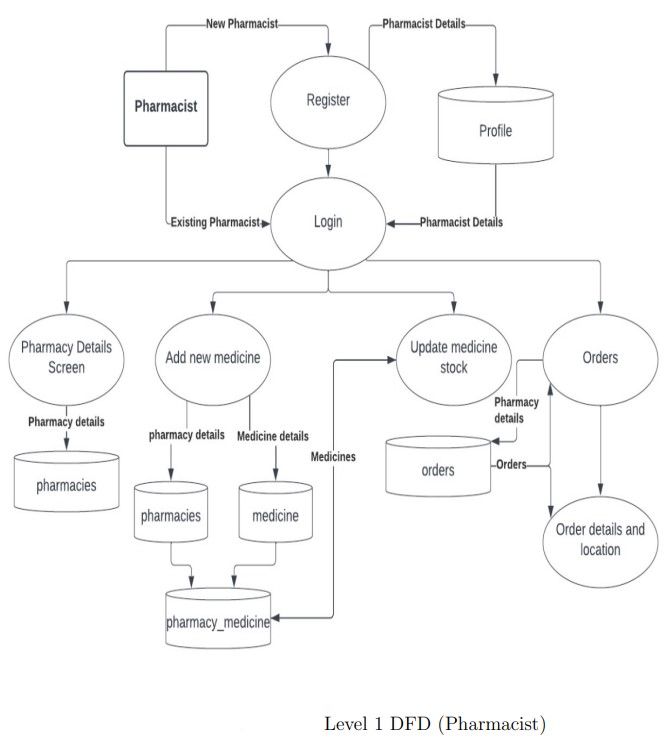 New Pharmacist
Pharmacist Details
Pharmacist
Register
Profile
Existing Pharmacist
Login
Pharmacist Details
Pharmacy Details
Screen
Add new medicine
Update medicine
stock
Orders
Pharmacy details
pharmacy details
Medicine details
Medicines
Pharmacy
details
pharmacies
orders
Orders
pharmacies
medicine
Order details and
location
pharmacy_medicine
Level 1 DFD (Pharmacist)